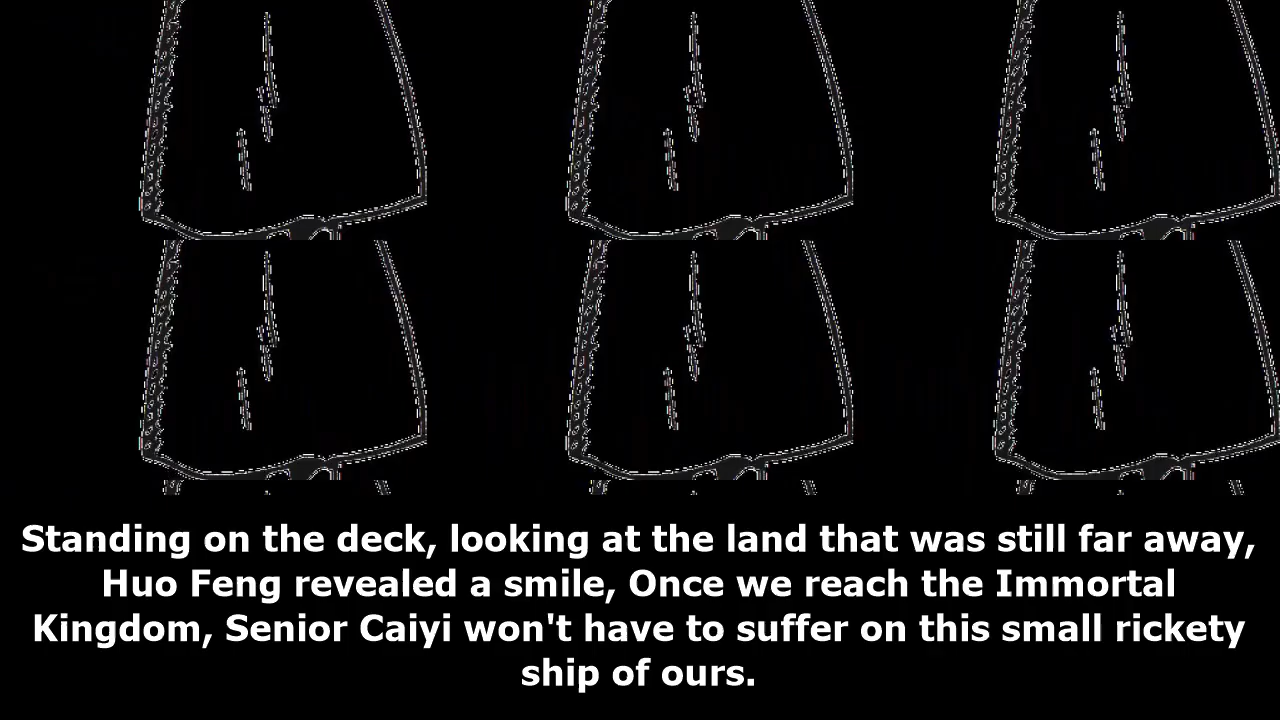 Standing on the deck, looking at the land that was still far away,
Huo Feng revealed a smile, Once we reach the Immortal
Kingdom, Senior Caiyi won't have to suffer on this small rickety
ship of ours.